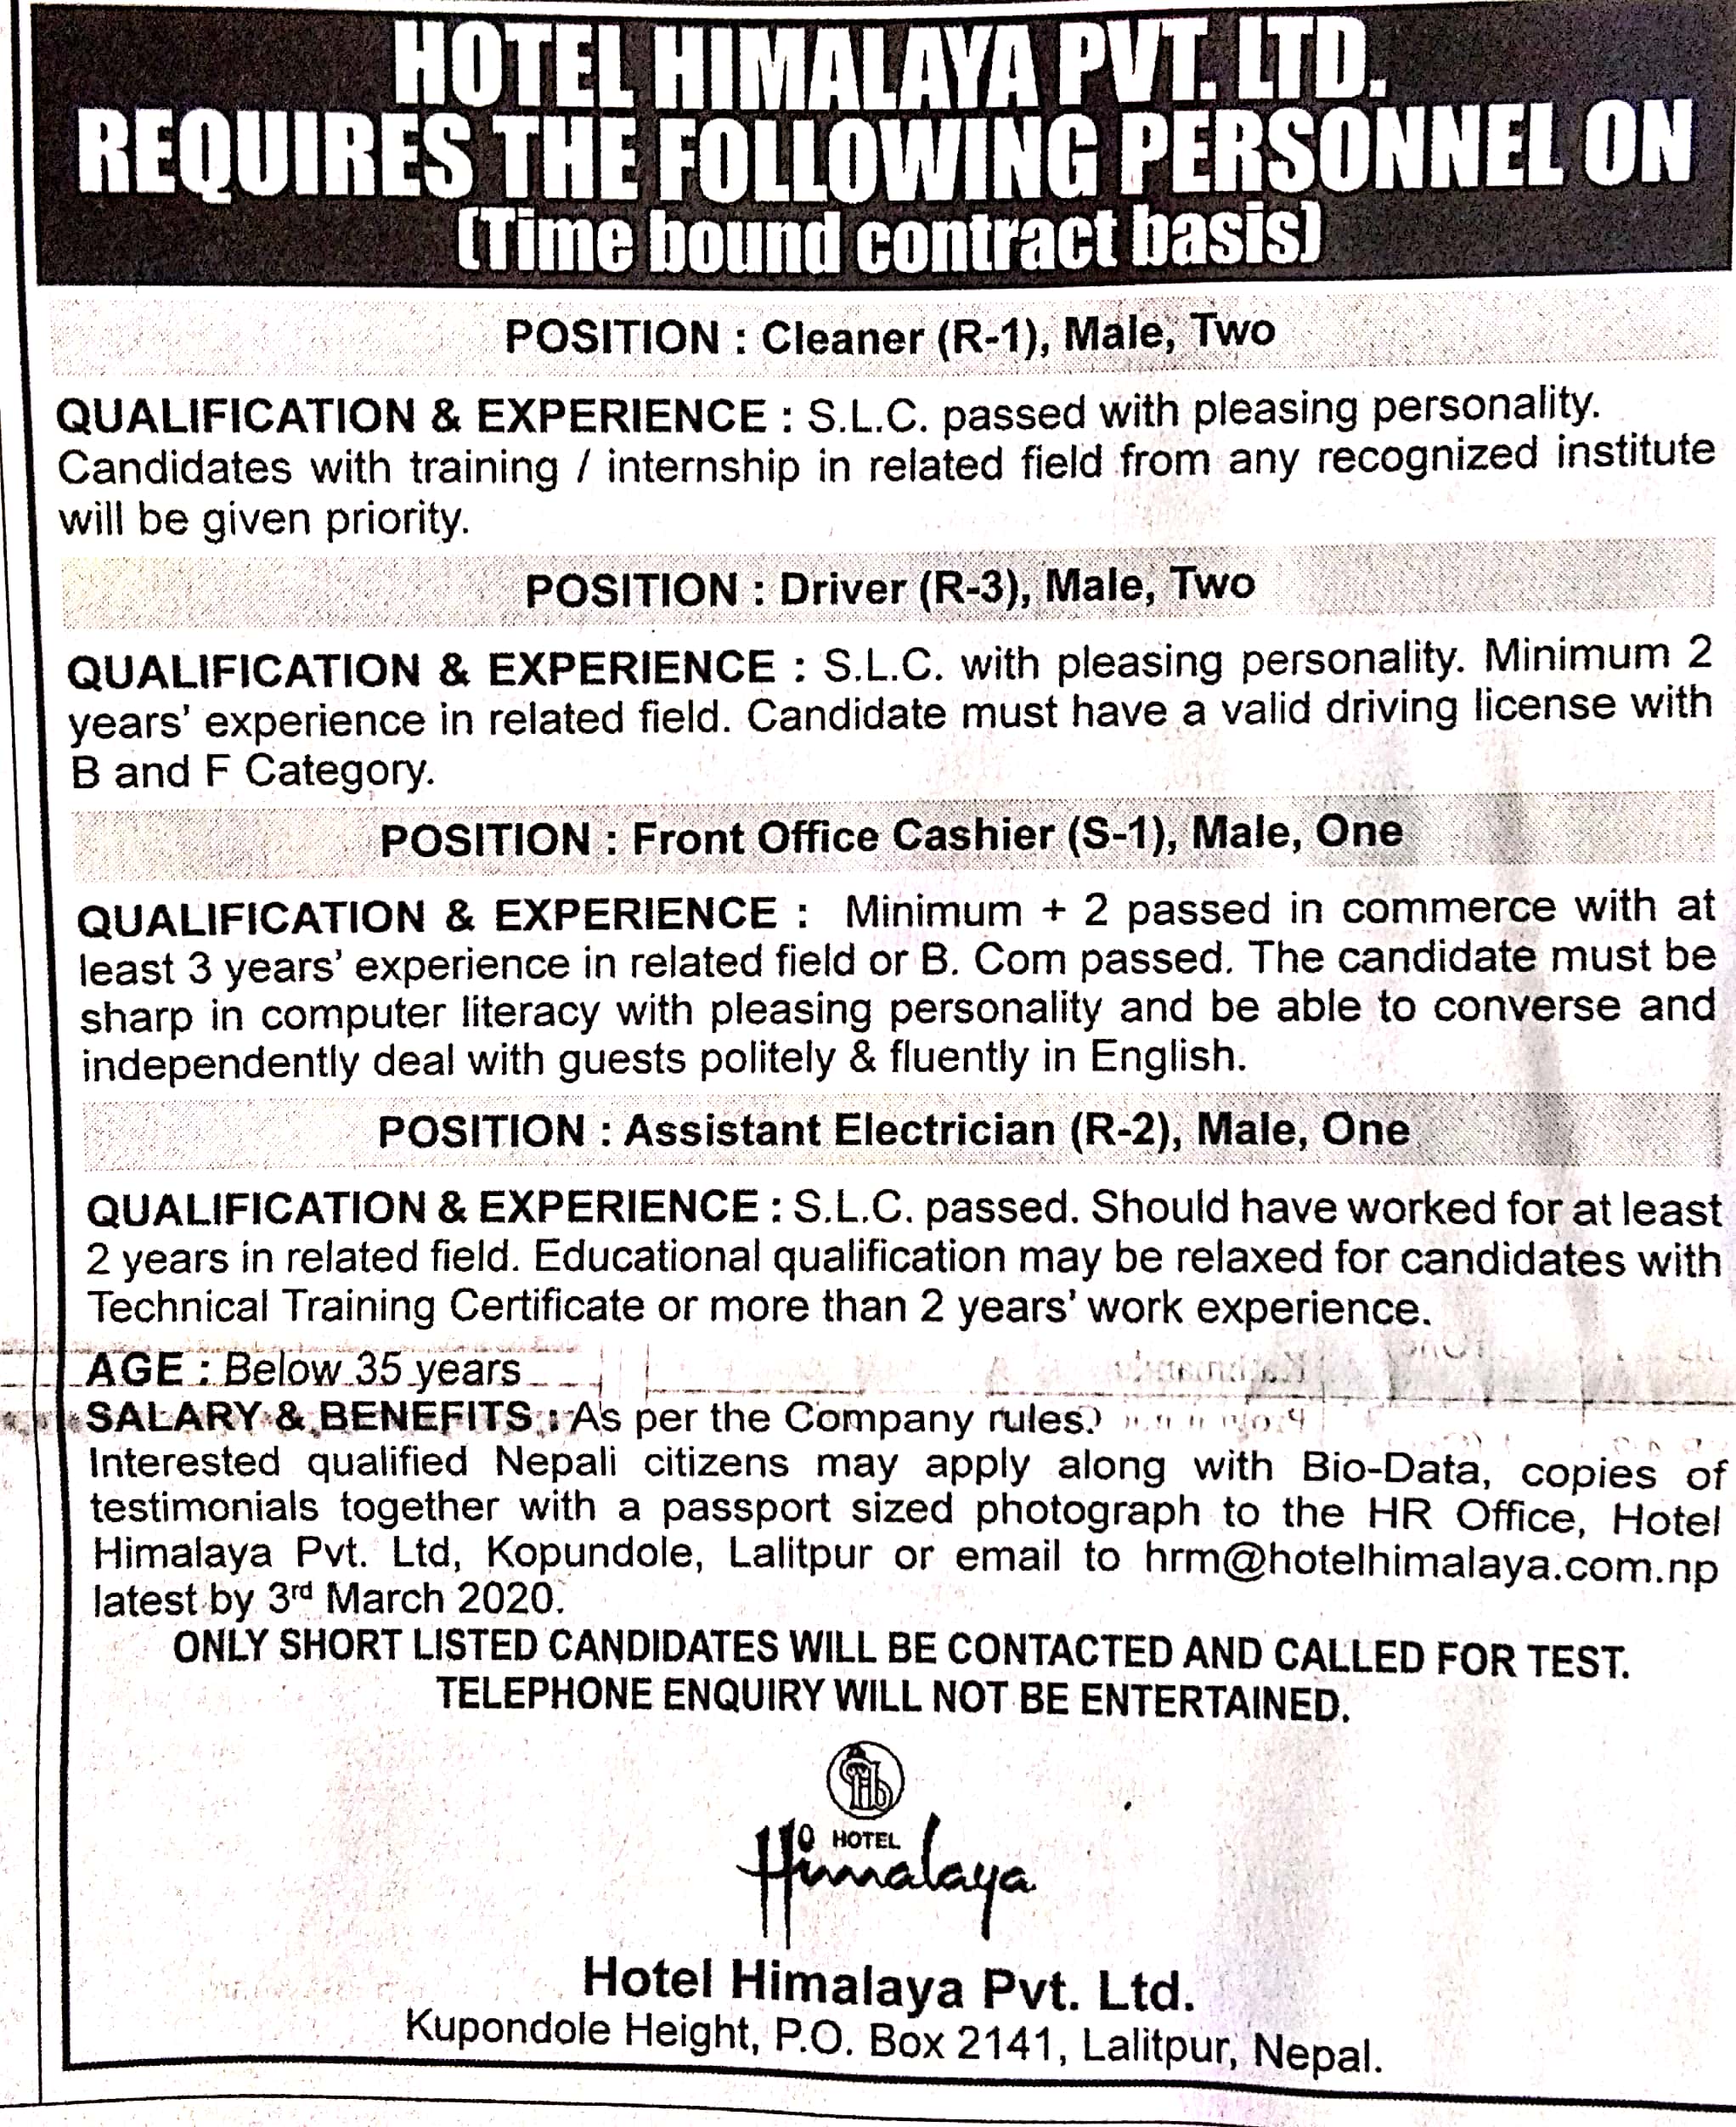 HOTEL HIMALAYA PVT. LTD.
REQUIRES THE FOLLOWING PERSONNEL ON
(Time bound contract basis)
POSITION : Cleaner (R-1), Male, Two
QUALIFICATION & EXPERIENCE : S.L.C. passed with pleasing personality.
Candidates with training / internship in related field from any recognized institute
will be given priority.
POSITION : Driver (R-3), Male, Two
QUALIFICATION & EXPERIENCE : S.L.C. with pleasing personality. Minimum 2
years' experience in related field. Candidate must have a valid driving license with
B and F Category.
POSITION : Front Office Cashier (S-1), Male, One
QUALIFICATION & EXPERIENCE : Minimum + 2 passed in commerce with at
least 3 years' experience in related field or B. Com passed. The candidate must be
sharp in computer literacy with pleasing personality and be able to converse and
independently deal with guests politely & fluently in English.
POSITION : Assistant Electrician (R-2), Male, One
QUALIFICATION & EXPERIENCE : S.L.C. passed. Should have worked for at least
2 years in related field. Educational qualification may be relaxed for candidates with
Technical Training Certificate or more than 2 years' work experience.
AGE : Below 35 years
SALARY & BENEFITS : As per the Company rules.
Interested qualified Nepali citizens may apply along with Bio-Data, copies of
testimonials together with a passport sized photograph to the HR Office, Hotel
Himalaya Pvt. Ltd, Kopundole, Lalitpur or email to hrm@hotelhimalaya.com.np
latest by 3rd March 2020.
ONLY SHORT LISTED CANDIDATES WILL BE CONTACTED AND CALLED FOR TEST.
TELEPHONE ENQUIRY WILL NOT BE ENTERTAINED.
HOTEL
Himalaya
Hotel Himalaya Pvt. Ltd.
Kupondole Height, P.O. Box 2141, Lalitpur, Nepal.